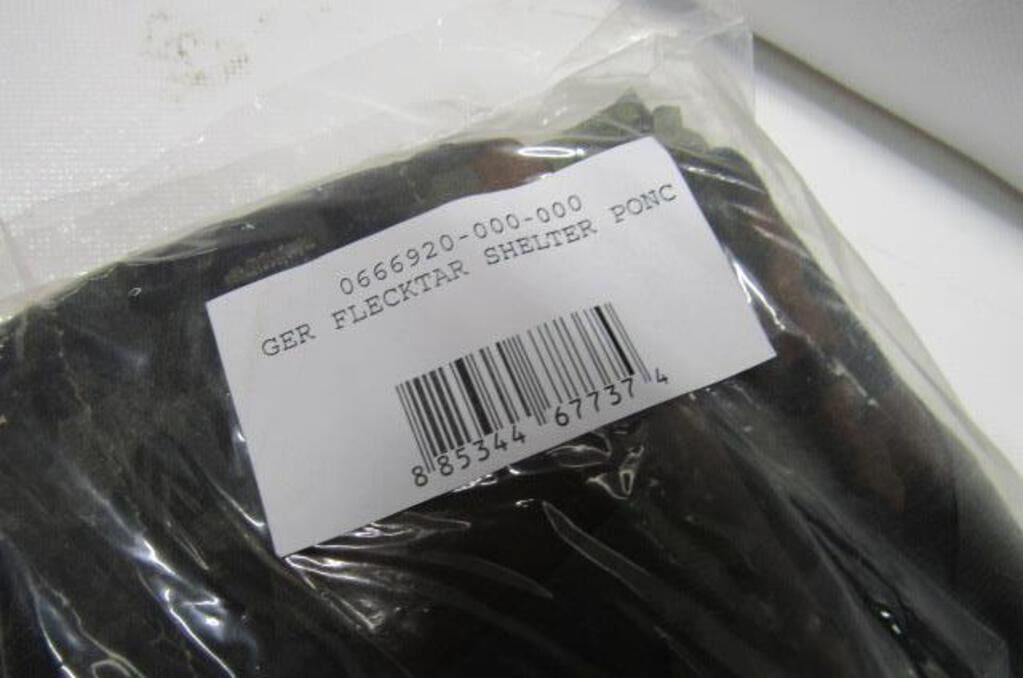 0666920-000-000
GER FLECKTAR SHELTER PONC
8 85344 67737 4